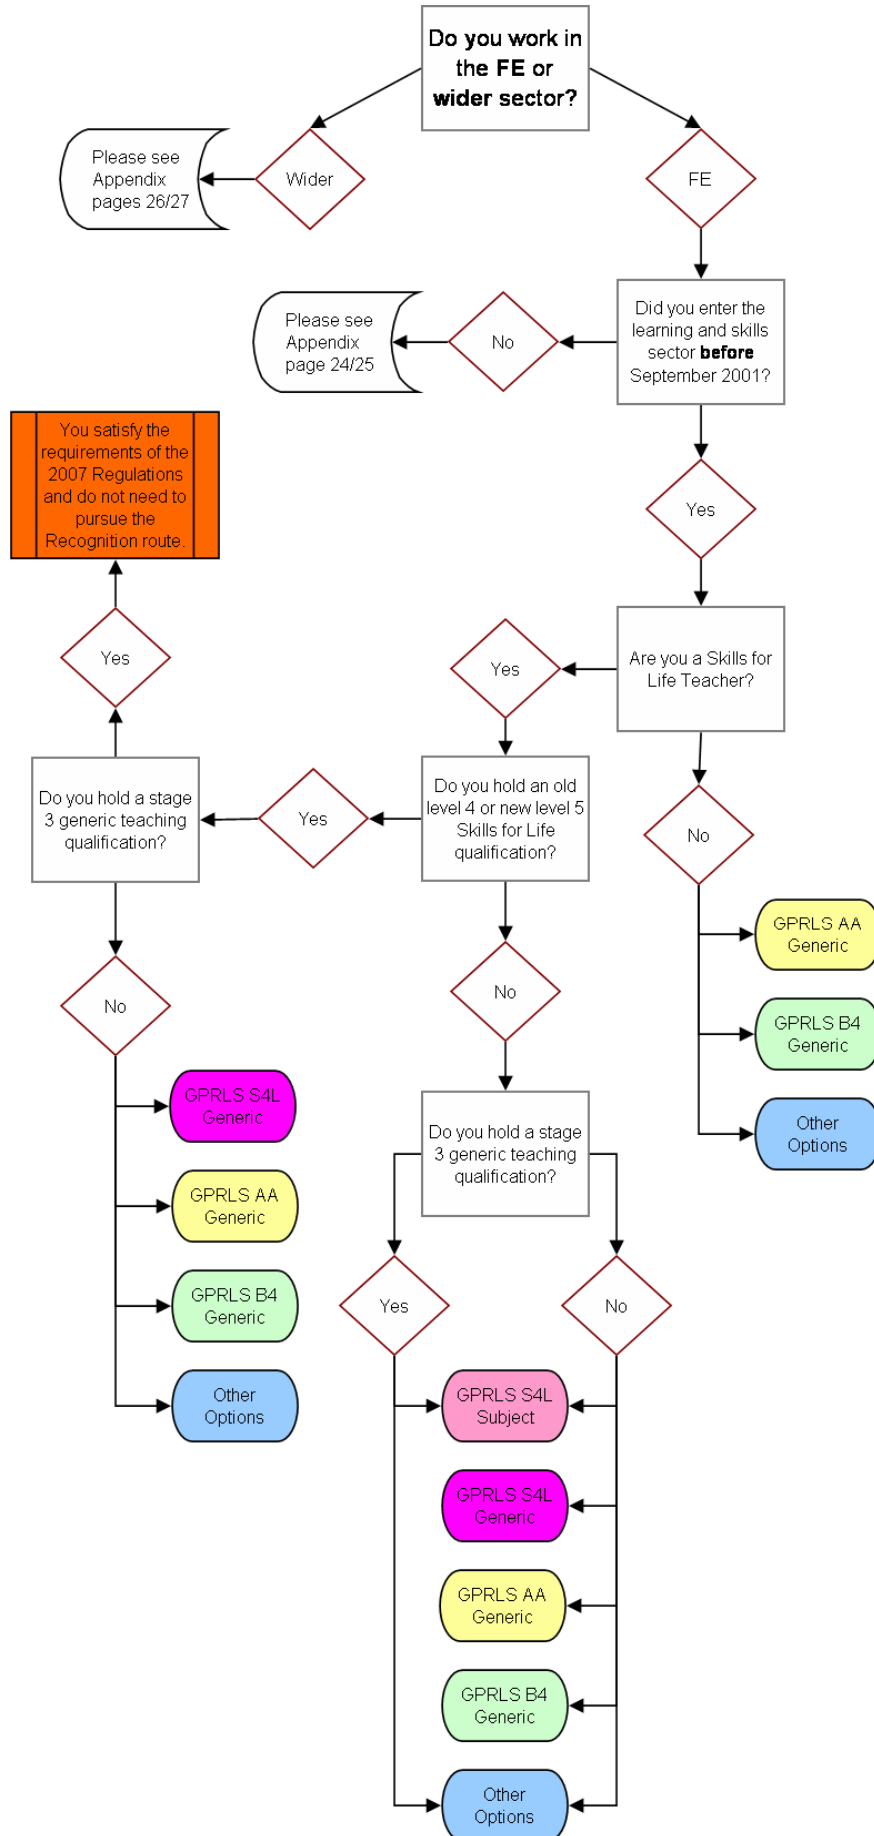 Do you work in
the FE or
wider sector?
Please see
Appendix
pages 26/27
Wider
FE
Please see
Appendix
page 24/25
No
Did you enter the
learning and skills
sector before
September 2001?
You satisfy the
requirements of the
2007 Regulations
and do not need to
pursue the
Recognition route.
Yes
Yes
Yes
Are you a Skills for
Life Teacher?
Do you hold a stage
3 generic teaching
qualification?
Yes
Do you hold an old
level 4 or new level 5
Skills for Life
qualification?
No
GPRLS AA
Generic
GPRLS B4
Generic
Other
Options
No
No
GPRLS S4L
Generic
GPRLS AA
Generic
GPRLS B4
Generic
Other
Options
Do you hold a stage
3 generic teaching
qualification?
Yes
No
GPRLS S4L
Subject
GPRLS S4L
Generic
GPRLS AA
Generic
GPRLS B4
Generic
Other
Options